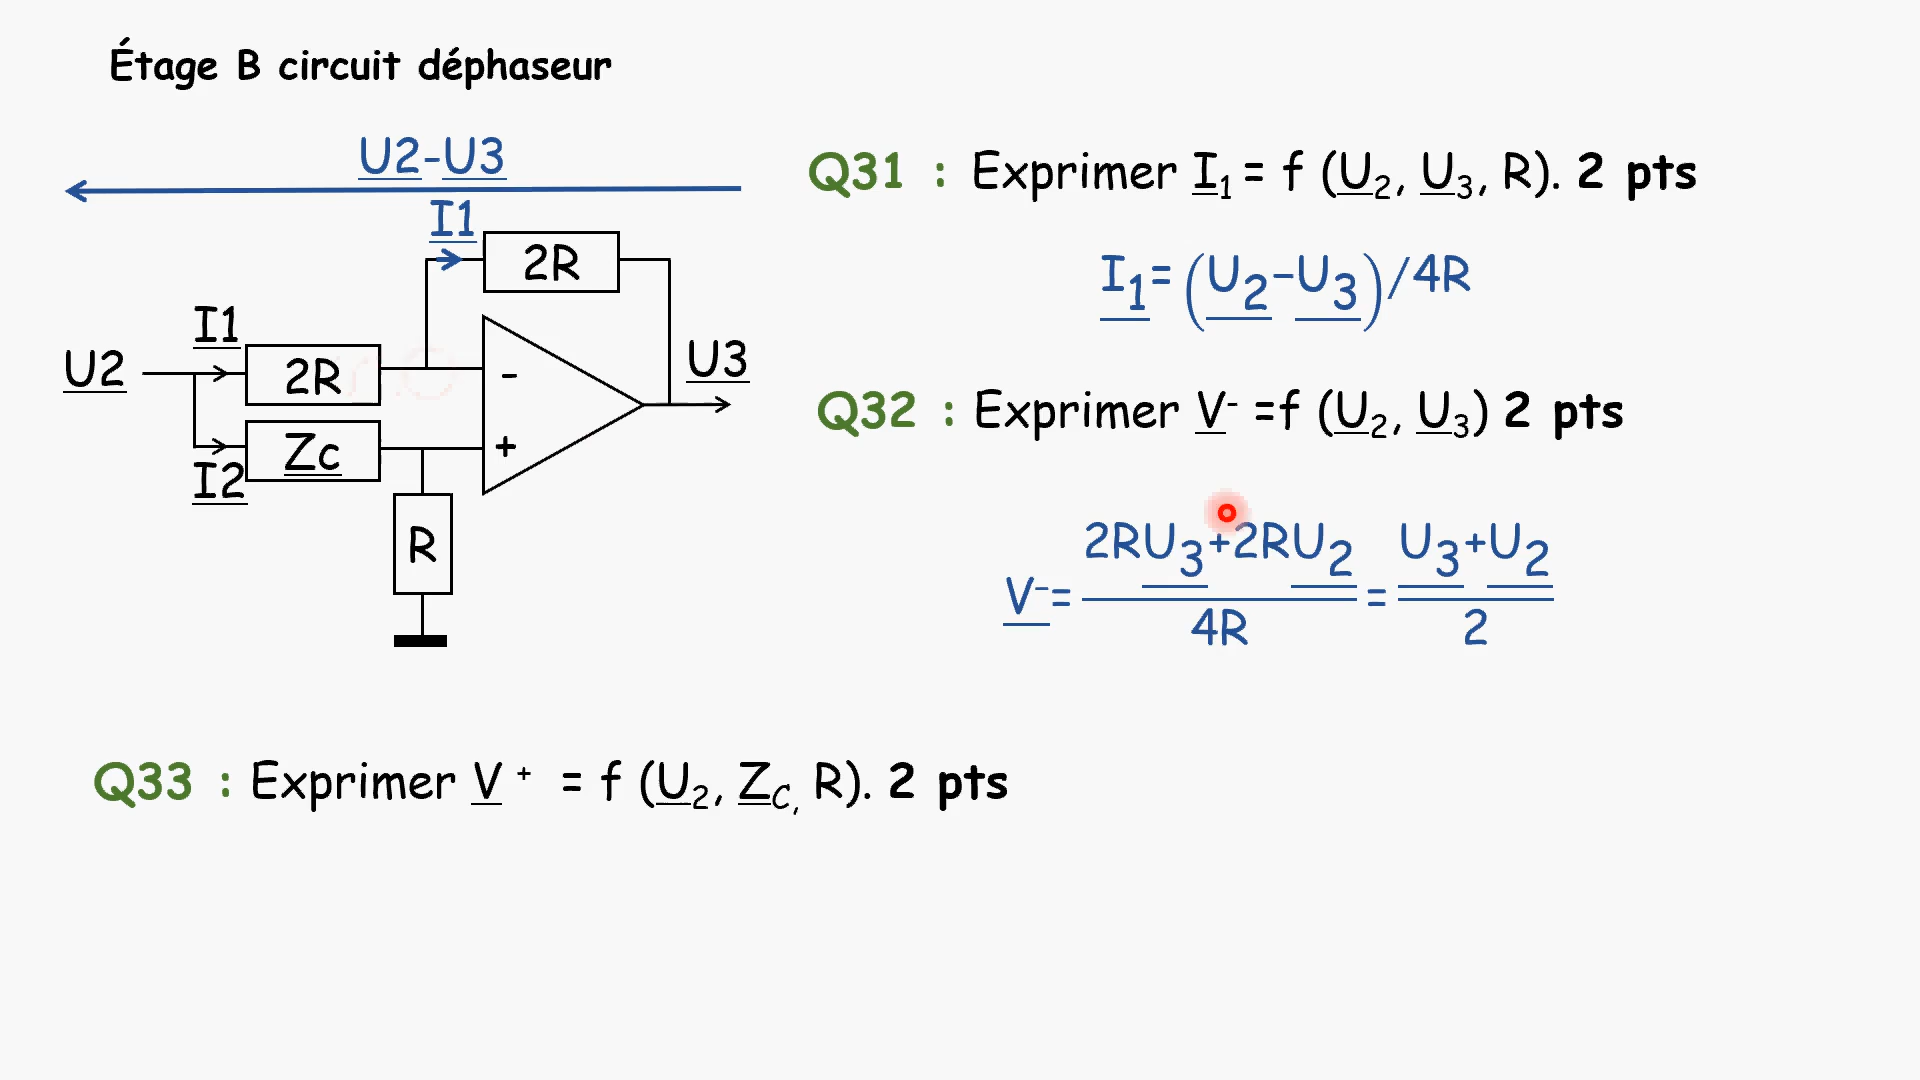 Étage B circuit déphaseur
U2-U3
I1
2R
I1
U2
2R
-
U3
Zc
+
I2
R
Q31 : Exprimer I1 = f (U2, U3, R). 2 pts
I1=(U2-U3)/4R
Q32 : Exprimer V- =f (U2, U3) 2 pts
V-= 2RU3+2RU2 / 4R = U3+U2 / 2
Q33 : Exprimer V + = f (U2, ZC, R). 2 pts